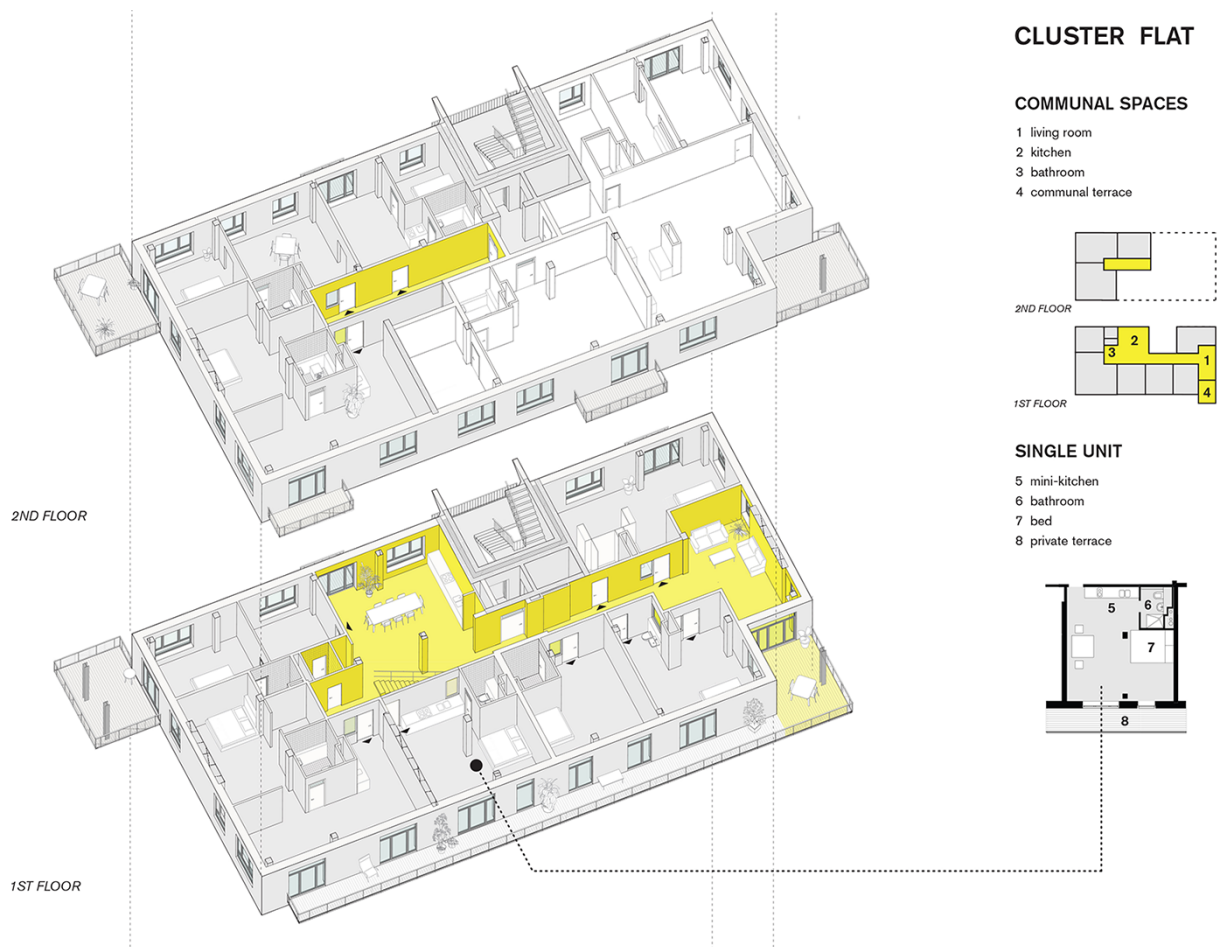 CLUSTER FLAT
COMMUNAL SPACES
1 living room
2 kitchen
3 bathroom
4 communal terrace
2ND FLOOR
2
3
1
4
1ST FLOOR
SINGLE UNIT
5 mini-kitchen
6 bathroom
7 bed
8 private terrace
5
6
7
8
2ND FLOOR
1ST FLOOR